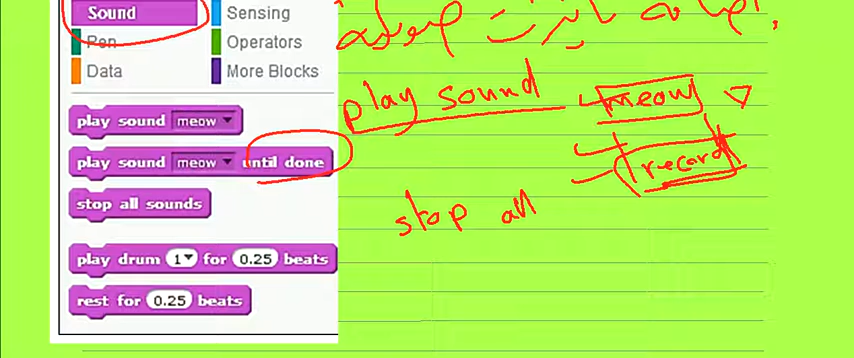 Sound
Sensing
Pen
Operators
Data
More Blocks
play sound meow
play sound meow until done
stop all sounds
play drum 1 for 0.25 beats
rest for 0.25 beats
play sound meow
record
stop all